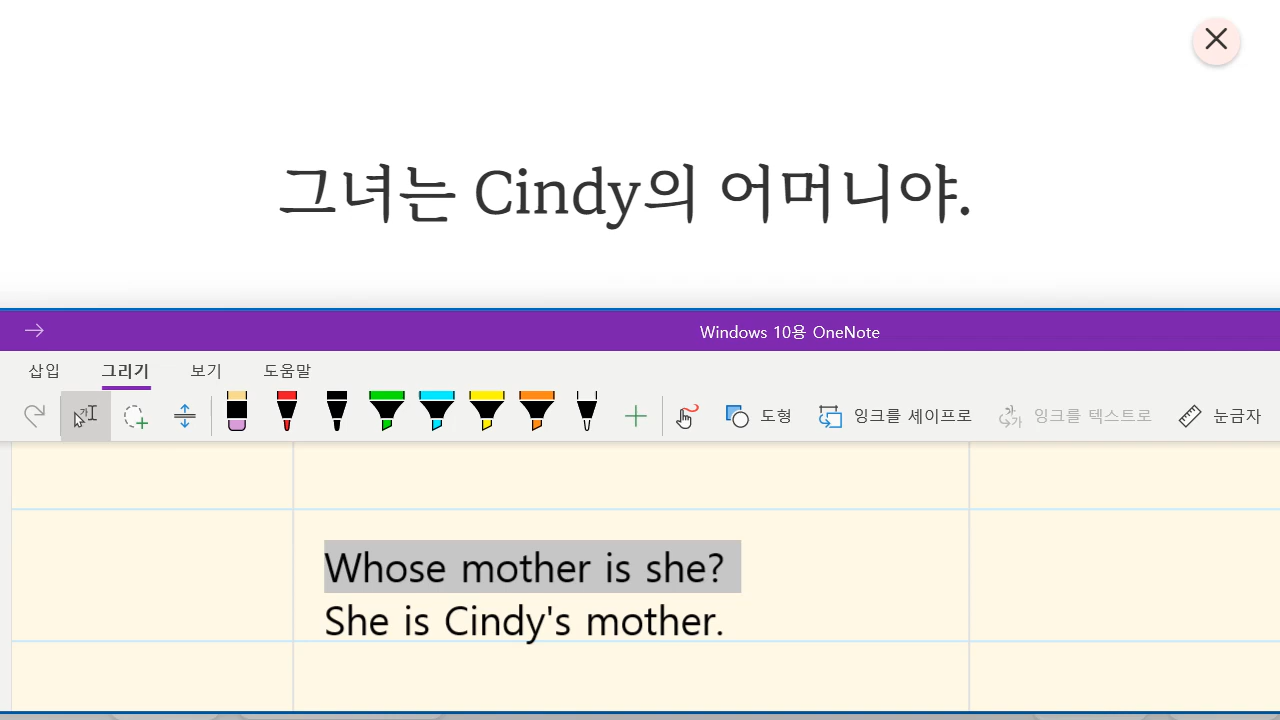 그녀는 Cindy의 어머니야.
Windows 10용 OneNote
삽입 그리기 보기 도움말
가 도형 잉크를 셰이프로 가 잉크를 텍스트로 눈금자
Whose mother is she?
She is Cindy's mother.